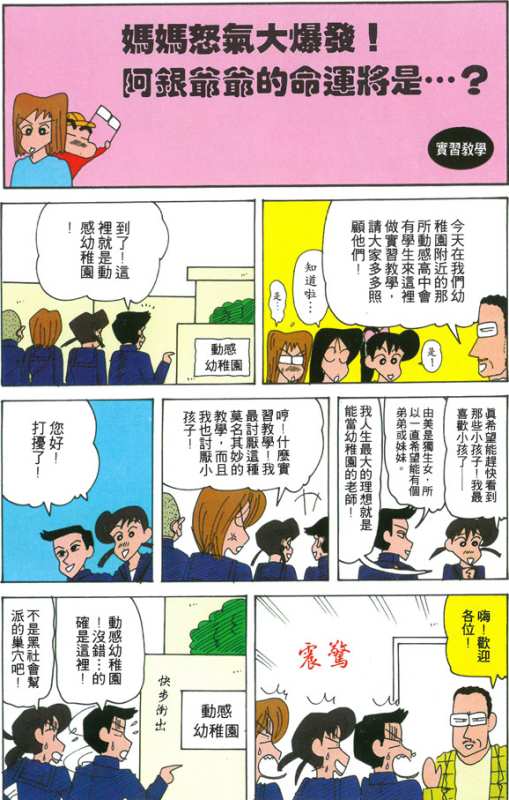 媽媽怒氣大爆發！
阿銀爺爺的命運將是…？
實習教學
今天在我們幼
稚園附近的那
所動感高中會
有學生來這裡
做實習教學，
請大家多多照
顧他們！
知道啦…
是…
是！
到了！這
裡就是動
感幼稚園
！
動感
幼稚園
真希望能趕快看到
那些小孩子！我最
喜歡小孩了！
由美是獨生女，所
以一直希望能有個
弟弟或妹妹。
我人生最大的理想就是
能當幼稚園的老師！
哼！什麼實
習教學！我
最討厭這種
莫名其妙的
教學，而且
我也討厭小
孩子！
您好！
打擾了！
嗨！歡迎
各位！
震驚
快步衝出
動感幼稚園
！沒錯…的
確是這裡！
動感
幼稚園
不是黑社會幫
派的巢穴吧！